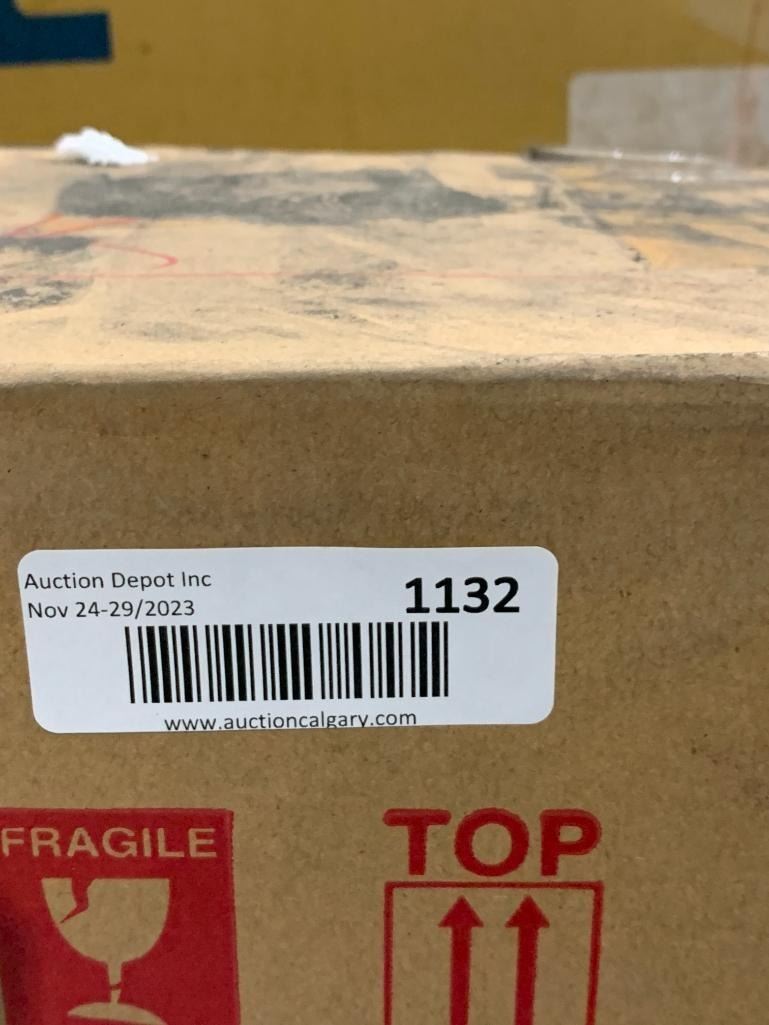 Auction Depot Inc
Nov 24-29/2023
1132
www.auctioncalgary.com
FRAGILE
TOP